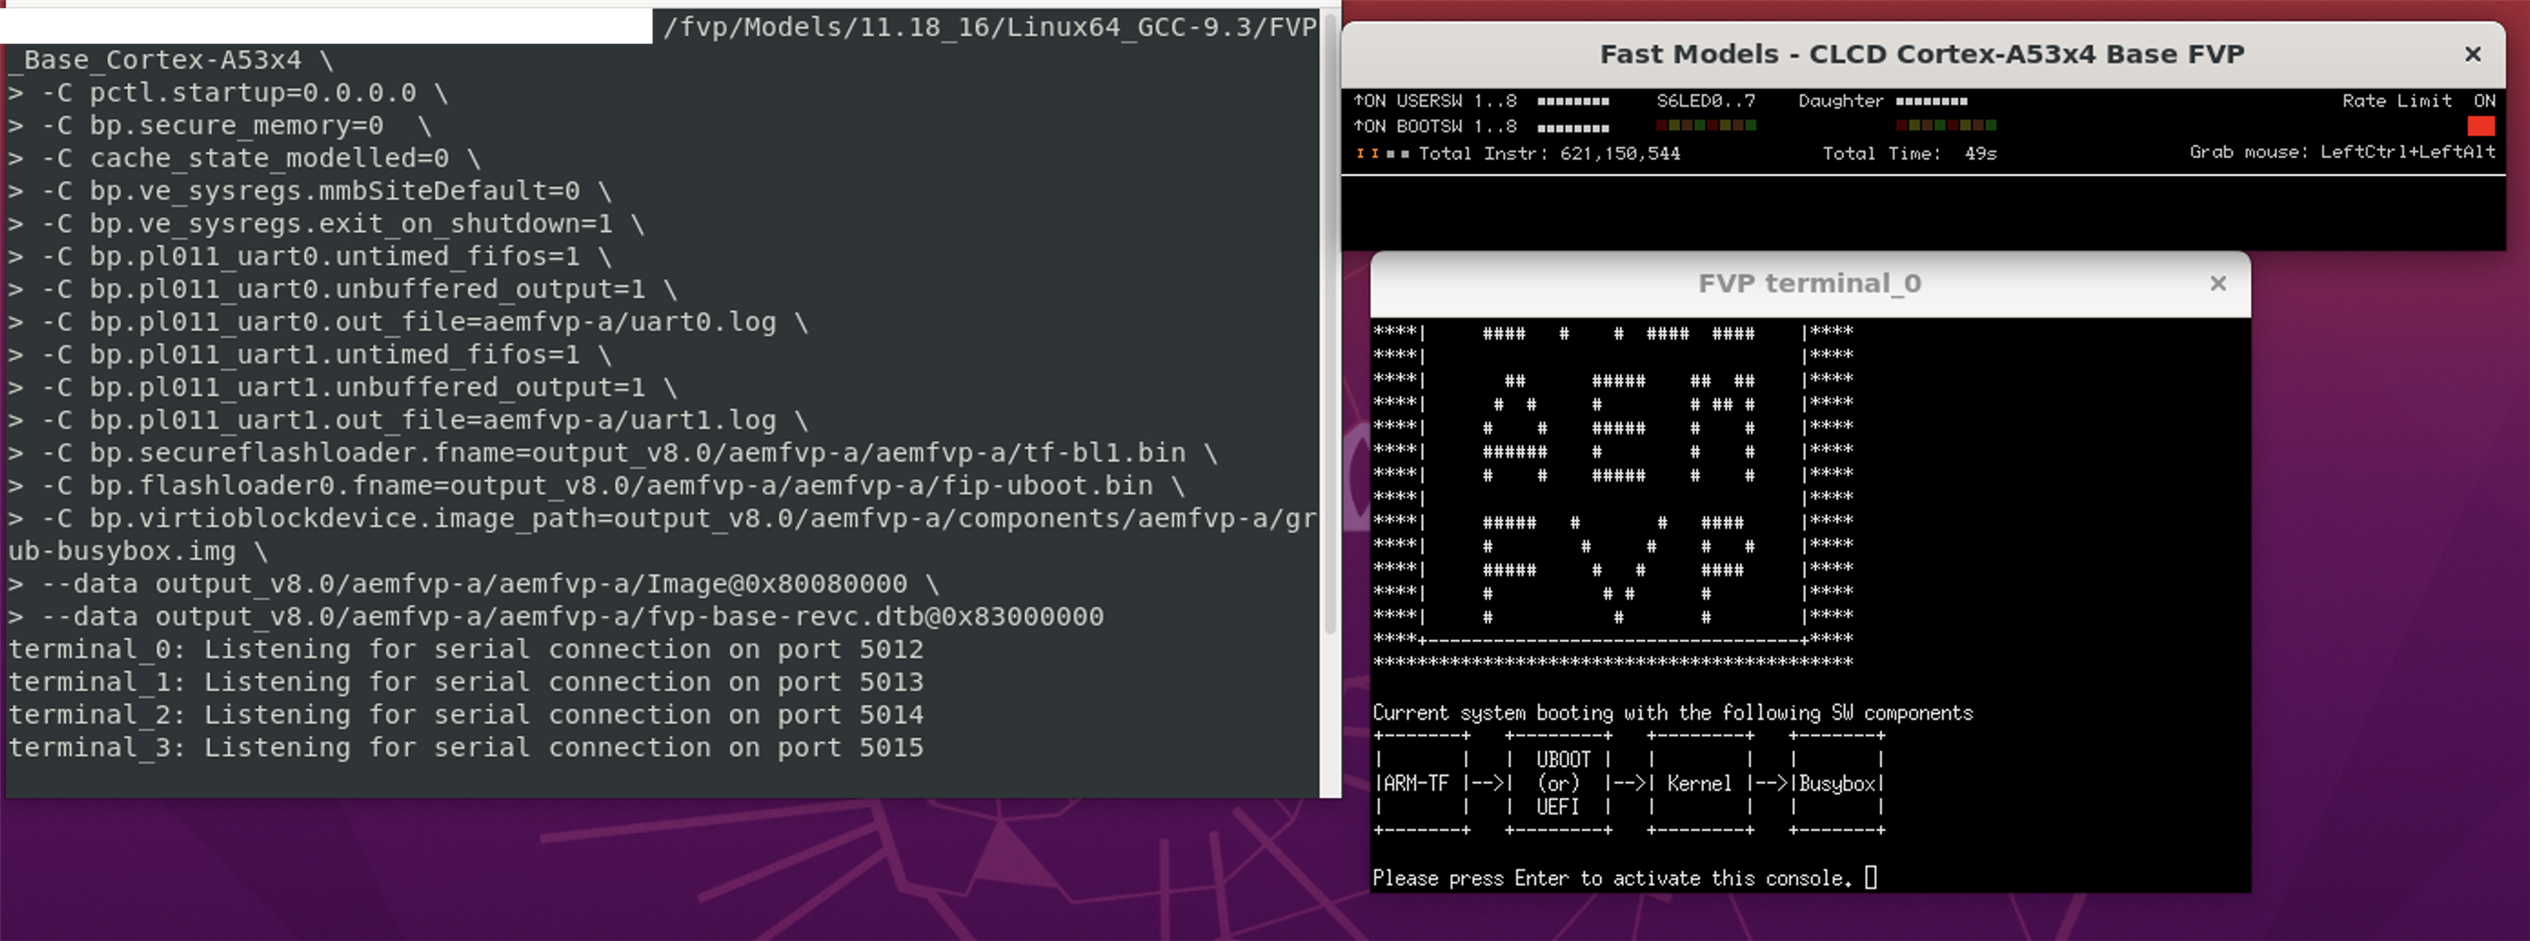 /fvp/Models/11.18_16/Linux64_GCC-9.3/FVP
_Base_Cortex-A53x4 \
> -C pctl.startup=0.0.0.0 \
> -C bp.secure_memory=0  \
> -C cache_state_modelled=0 \
> -C bp.ve_sysregs.mmbSiteDefault=0 \
> -C bp.ve_sysregs.exit_on_shutdown=1 \
> -C bp.pl011_uart0.untimed_fifos=1 \
> -C bp.pl011_uart0.unbuffered_output=1 \
> -C bp.pl011_uart0.out_file=aemfvp-a/uart0.log \
> -C bp.pl011_uart1.untimed_fifos=1 \
> -C bp.pl011_uart1.unbuffered_output=1 \
> -C bp.pl011_uart1.out_file=aemfvp-a/uart1.log \
> -C bp.secureflashloader.fname=output_v8.0/aemfvp-a/aemfvp-a/tf-bl1.bin \
> -C bp.flashloader0.fname=output_v8.0/aemfvp-a/aemfvp-a/fip-uboot.bin \
> -C bp.virtioblockdevice.image_path=output_v8.0/aemfvp-a/components/aemfvp-a/gr
ub-busybox.img \
> --data output_v8.0/aemfvp-a/aemfvp-a/Image@0x80080000 \
> --data output_v8.0/aemfvp-a/aemfvp-a/fvp-base-revc.dtb@0x83000000
terminal_0: Listening for serial connection on port 5012
terminal_1: Listening for serial connection on port 5013
terminal_2: Listening for serial connection on port 5014
terminal_3: Listening for serial connection on port 5015
Fast Models - CLCD Cortex-A53x4 Base FVP ×
↑ON USERSW 1..8 S6LED0..7 Daughter Rate Limit ON
↑ON BOOTSW 1..8
Total Instr: 621,150,544 Total Time: 49s Grab mouse: LeftCtrl+LeftAlt
FVP terminal_0 ×
****|     ####   #    #  ####  ####    |****
****|                                  |****
****|       ##      #####    ##  ##    |****
****|      #  #     #        # ## #    |****
****|     #    #    #####    #    #    |****
****|     ######    #        #    #    |****
****|     #    #    #####    #    #    |****
****|                                  |****
****|     #####   #       #   ####     |****
****|     #        #     #    #   #    |****
****|     #####     #   #     ####     |****
****|     #          # #      #        |****
****|     #           #       #        |****
****+----------------------------------+****
********************************************
Current system booting with the following SW components
+-------+   +--------+   +--------+   +-------+
|       |   |  UBOOT |   |        |   |       |
|ARM-TF |-->|  (or)  |-->| Kernel |-->|Busybox|
|       |   |  UEFI  |   |        |   |       |
+-------+   +--------+   +--------+   +-------+
Please press Enter to activate this console.